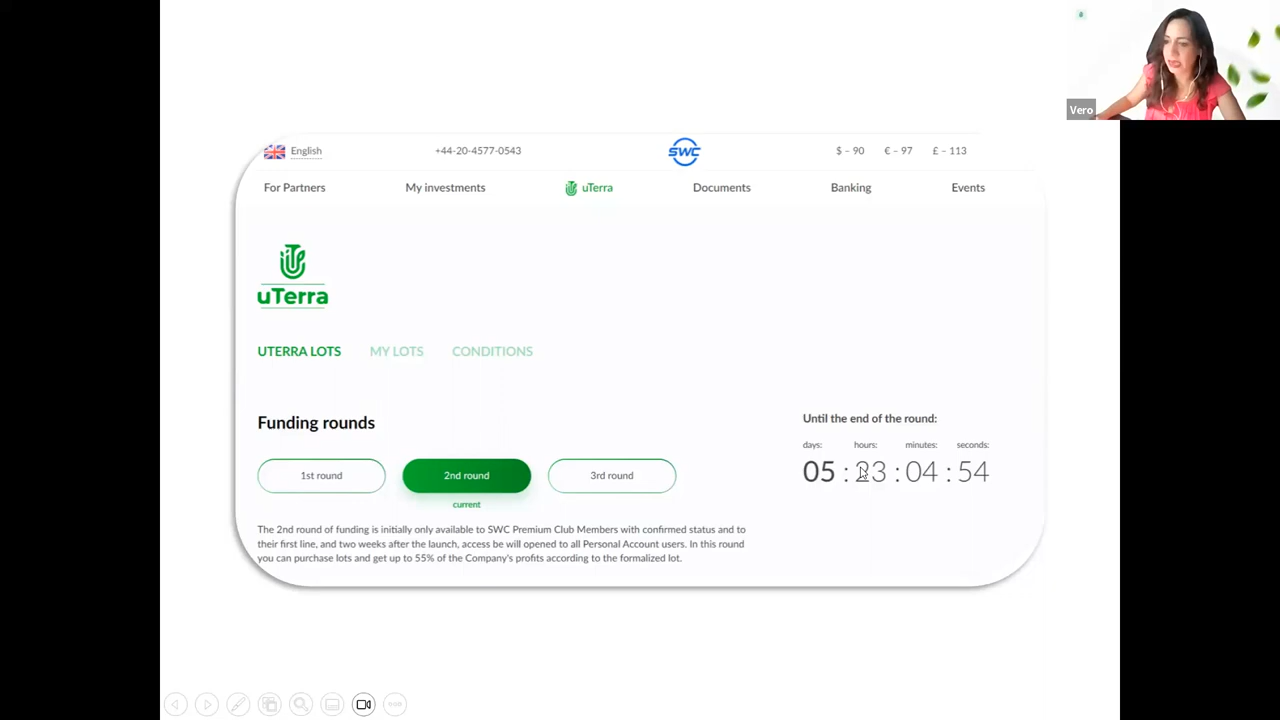 Vero
English
+44-20-4577-0543
SWC
$ – 90 € – 97 £ – 113
For Partners My investments uTerra Documents Banking Events
uTerra
UTERRA LOTS MY LOTS CONDITIONS
Funding rounds
Until the end of the round:
days: hours: minutes: seconds:
05 : 23 : 04 : 54
1st round 2nd round 3rd round
current
The 2nd round of funding is initially only available to SWC Premium Club Members with confirmed status and to
their first line, and two weeks after the launch, access be will opened to all Personal Account users. In this round
you can purchase lots and get up to 55% of the Company's profits according to the formalized lot.